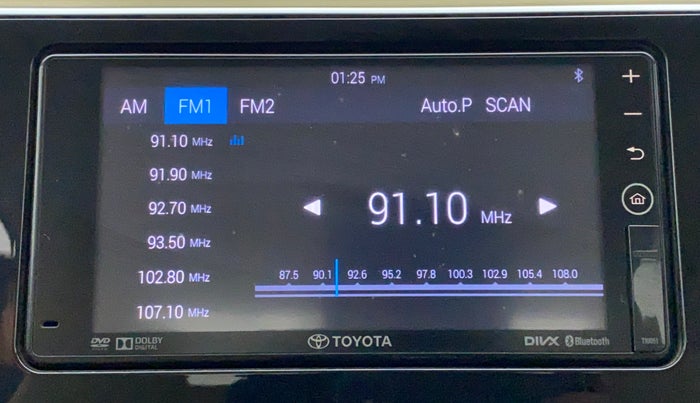 01:25 PM
AM FM1 FM2 Auto.P SCAN
91.10 MHz
91.90 MHz
92.70 MHz
93.50 MHz
102.80 MHz
107.10 MHz
91.10 MHz
87.5 90.1 92.6 95.2 97.8 100.3 102.9 105.4 108.0
DVD DOLBY DIGITAL TOYOTA DIVX Bluetooth